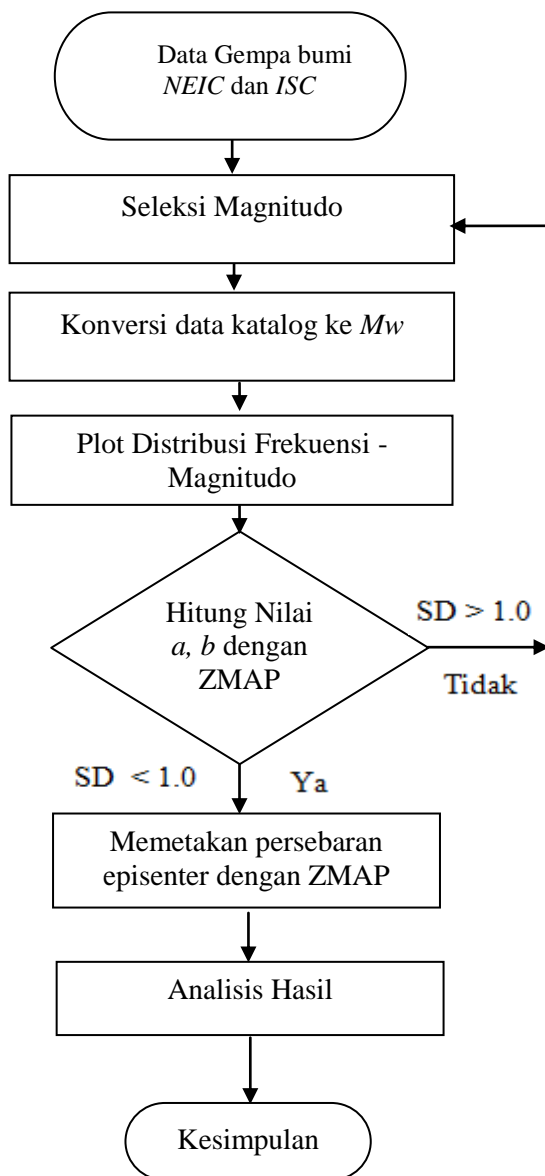 Data Gempa bumi
NEIC dan ISC
Seleksi Magnitudo
Konversi data katalog ke Mw
Plot Distribusi Frekuensi -
Magnitudo
Hitung Nilai
a, b dengan
ZMAP
SD > 1.0
Tidak
SD < 1.0
Ya
Memetakan persebaran
episenter dengan ZMAP
Analisis Hasil
Kesimpulan